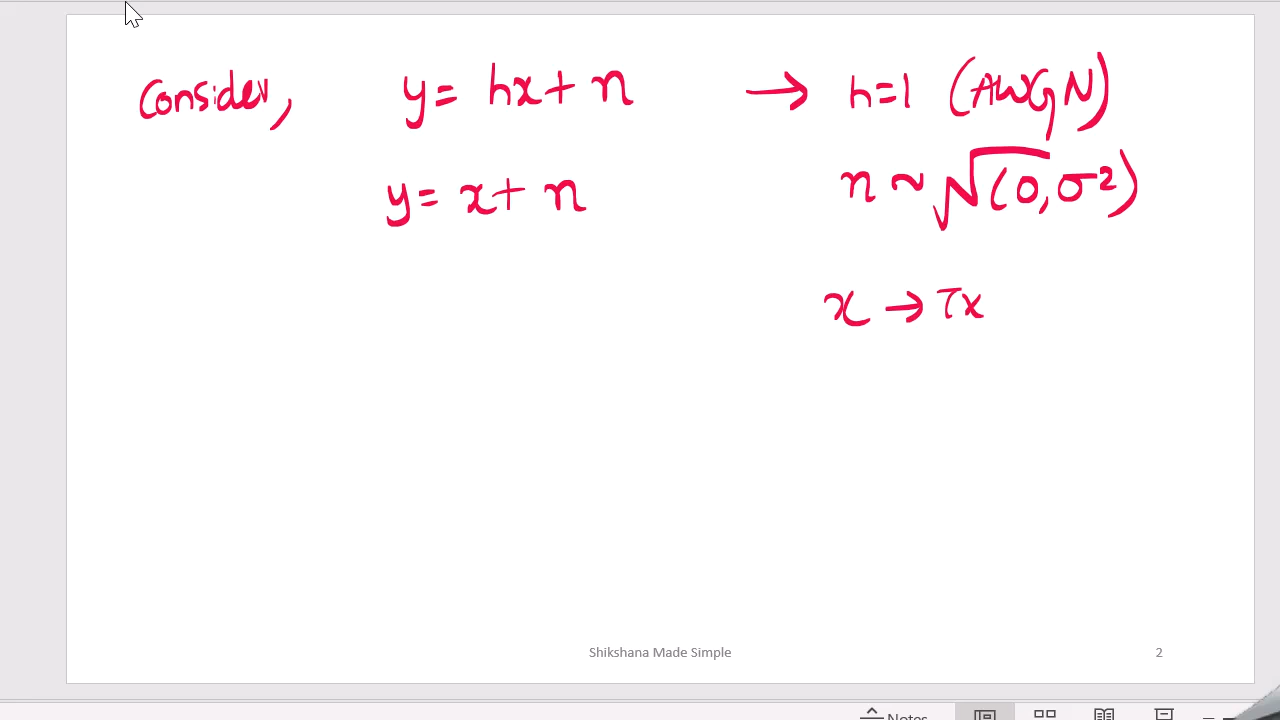 Consider, y = hx + n → h=1 (AWGN)
y = x + n n ~ √(0, σ2)
x → Tx
Shikshana Made Simple 2
Notes